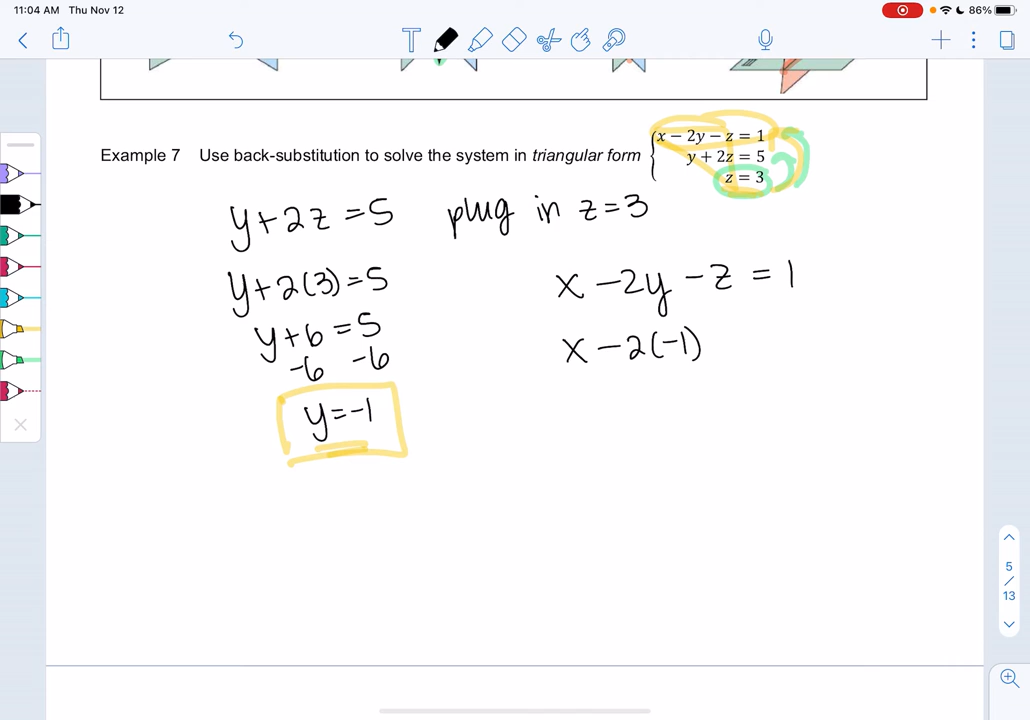 11:04 AM Thu Nov 12 86%
Example 7 Use back-substitution to solve the system in triangular form
x − 2y − z = 1
y + 2z = 5
z = 3
y+2z =5 plug in z=3
y+2(3)=5 x −2y −z = 1
y+6 =5 x −2(−1)
−6 −6
y=−1
5
/
13